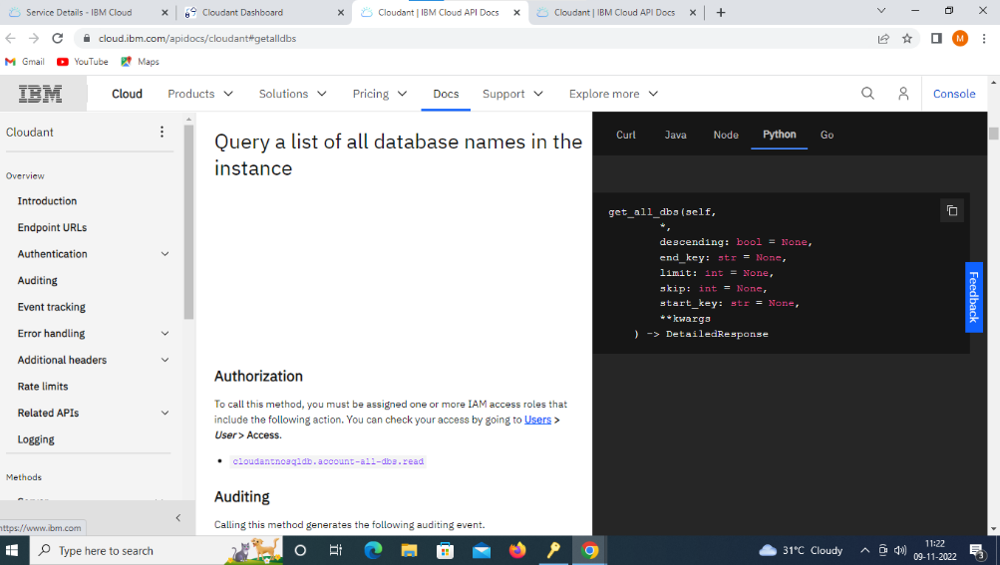 Service Details - IBM Cloud
Cloudant Dashboard
Cloudant | IBM Cloud API Docs
Cloudant | IBM Cloud API Docs
cloud.ibm.com/apidocs/cloudant#getalldbs
M
Gmail
YouTube
Maps
IBM
Cloud
Products
Solutions
Pricing
Docs
Support
Explore more
Console
Cloudant
Overview
Introduction
Endpoint URLs
Authentication
Auditing
Event tracking
Error handling
Additional headers
Rate limits
Related APIs
Logging
Methods
https://www.ibm.com
Query a list of all database names in the
instance
Authorization
To call this method, you must be assigned one or more IAM access roles that
include the following action. You can check your access by going to Users >
User > Access.
• cloudantnosqldb.account-all-dbs.read
Auditing
Calling this method generates the following auditing event.
Curl
Java
Node
Python
Go
get_all_dbs(self,
*,
descending: bool = None,
end_key: str = None,
limit: int = None,
skip: int = None,
start_key: str = None,
**kwargs
) -> DetailedResponse
Feedback
Type here to search
31°C Cloudy
11:22
09-11-2022
3